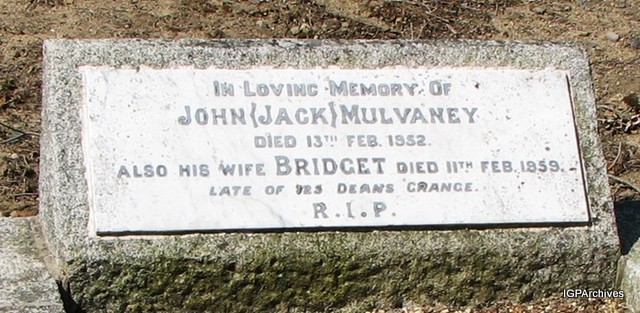 IN LOVING MEMORY OF
JOHN (JACK) MULVANEY
DIED 13TH FEB. 1952.
ALSO HIS WIFE BRIDGET DIED 11TH FEB. 1959.
LATE OF 123 DEANS GRANGE.
R.I.P.
IGPArchives